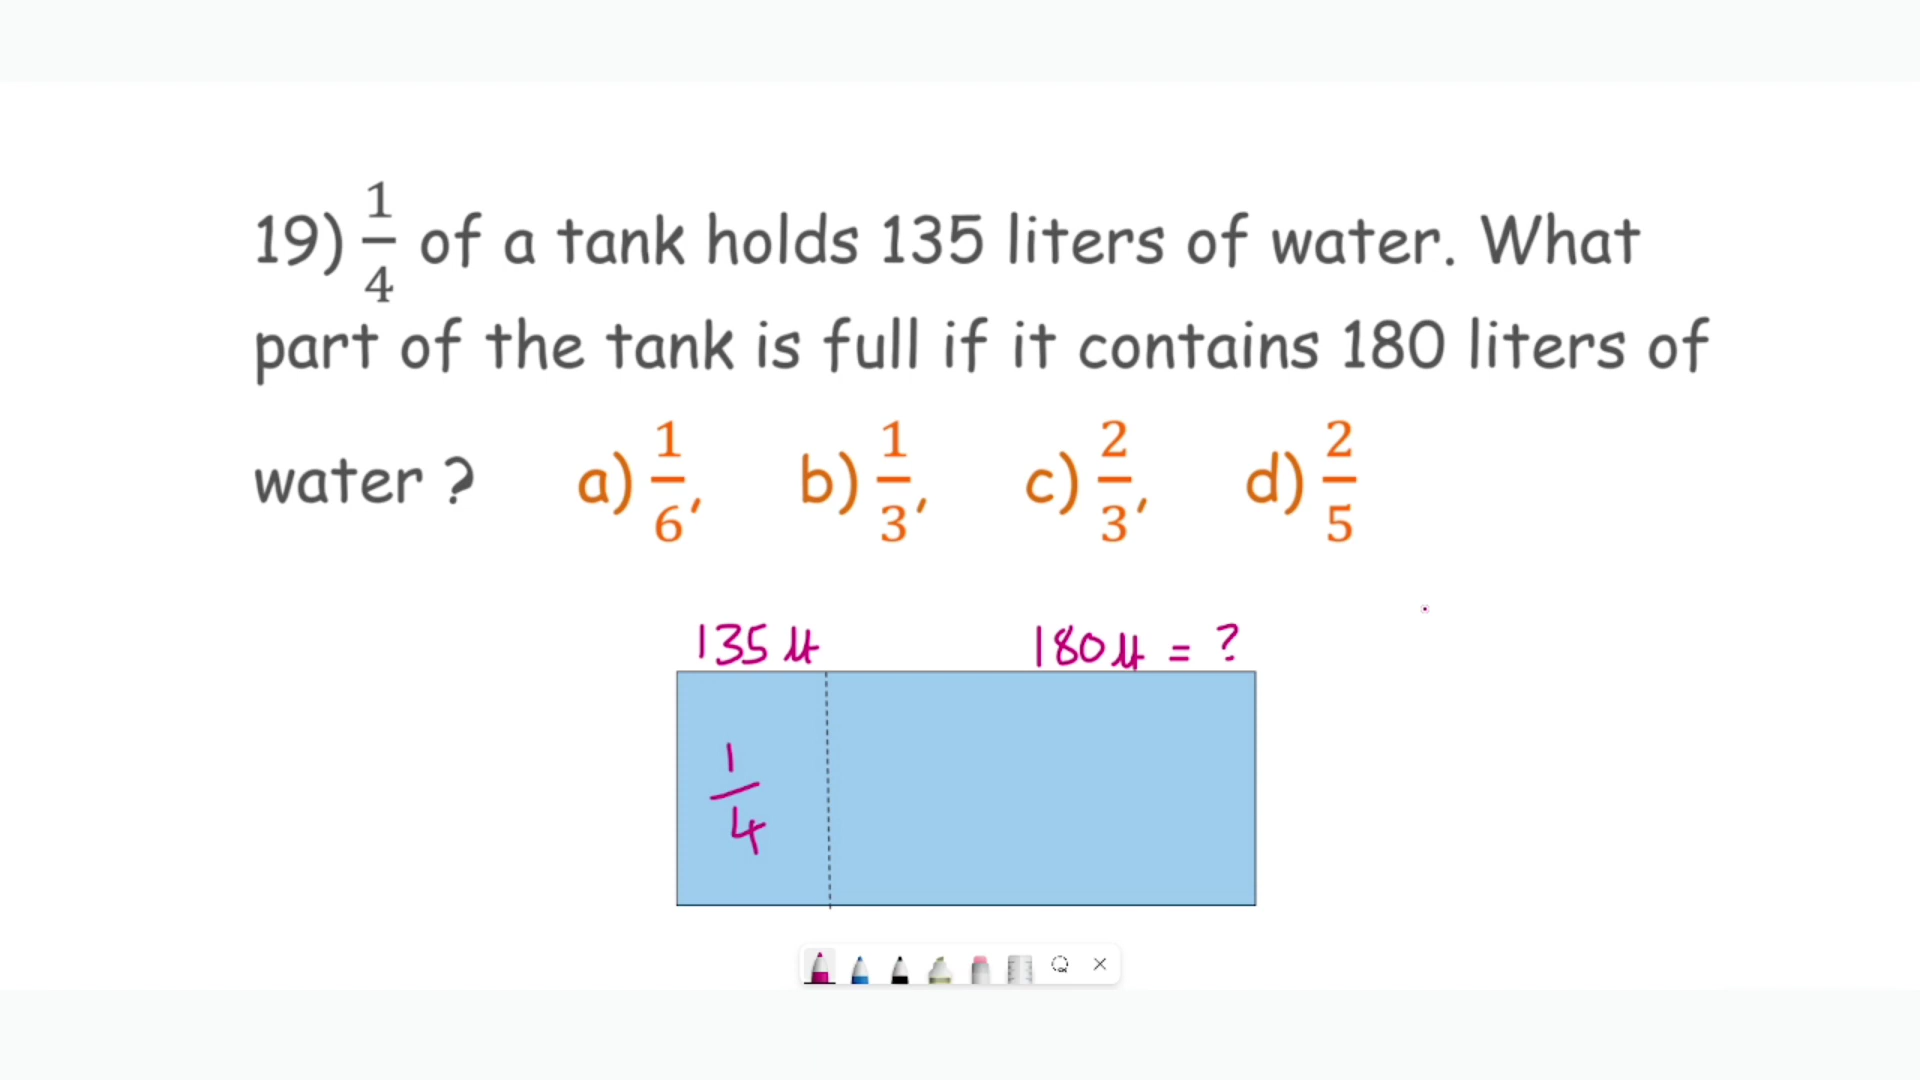 19) 1/4 of a tank holds 135 liters of water. What
part of the tank is full if it contains 180 liters of
water ? a) 1/6, b) 1/3, c) 2/3, d) 2/5
135 lt 180 lt = ?
1/4